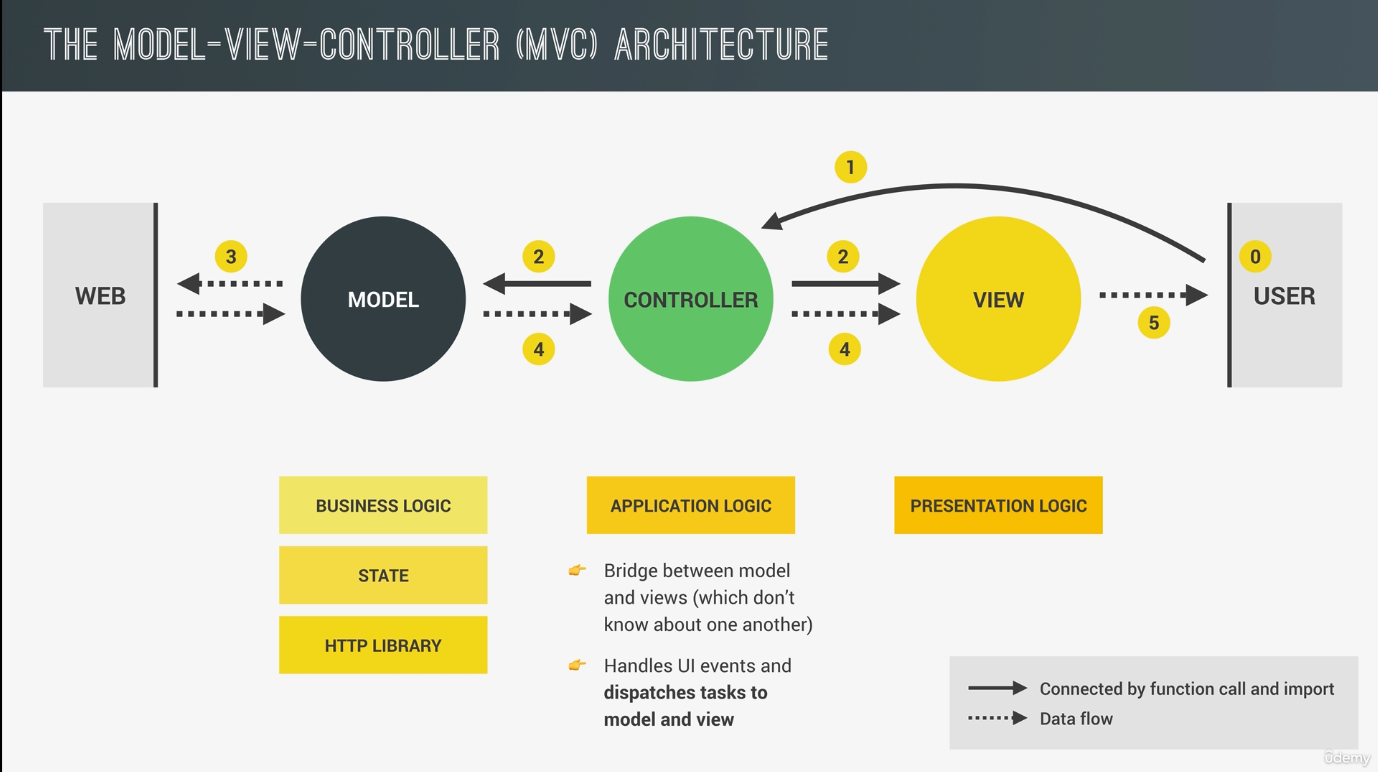 THE MODEL-VIEW-CONTROLLER (MVC) ARCHITECTURE
1
WEB
3
MODEL
2
4
CONTROLLER
2
4
VIEW
5
0
USER
BUSINESS LOGIC
STATE
HTTP LIBRARY
APPLICATION LOGIC
👉 Bridge between model
and views (which don’t
know about one another)
👉 Handles UI events and
dispatches tasks to
model and view
PRESENTATION LOGIC
Connected by function call and import
Data flow
ûdemy